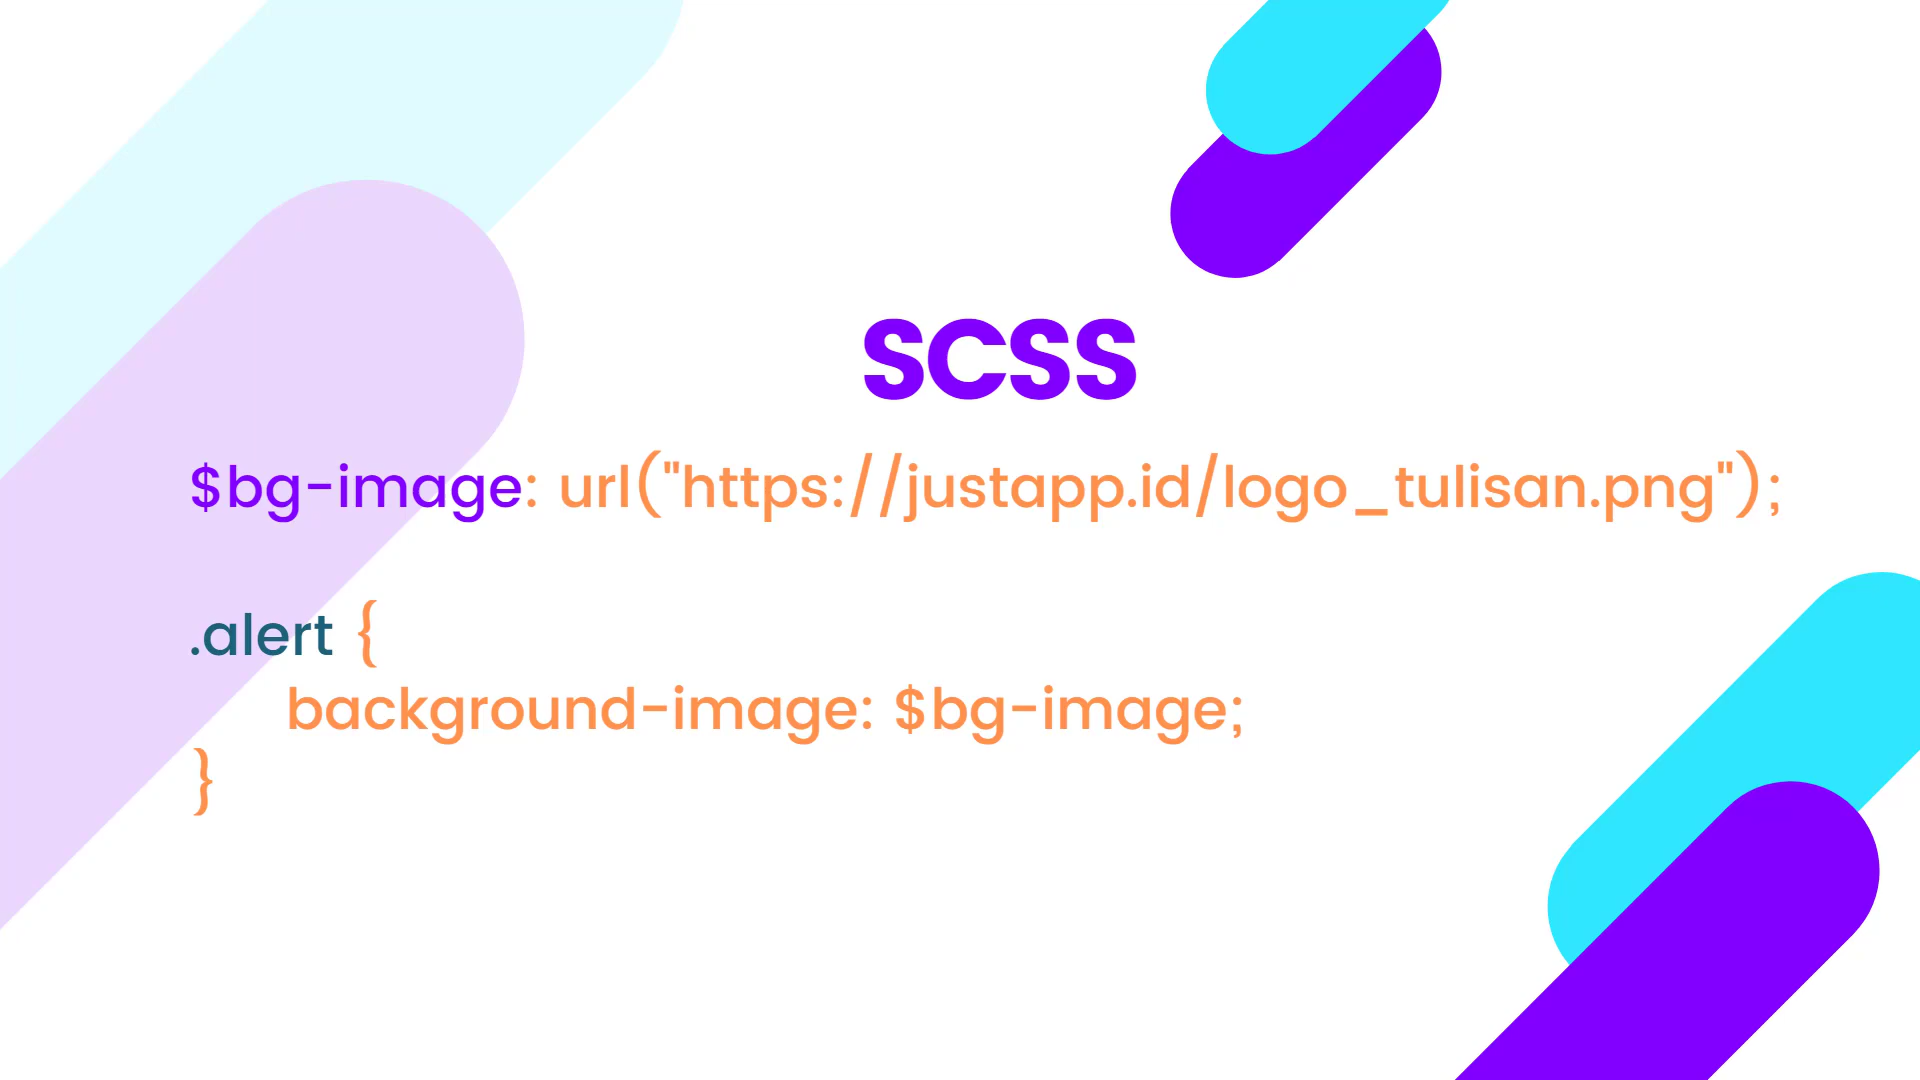 SCSS
$bg-image: url("https://justapp.id/logo_tulisan.png");
.alert {
background-image: $bg-image;
}